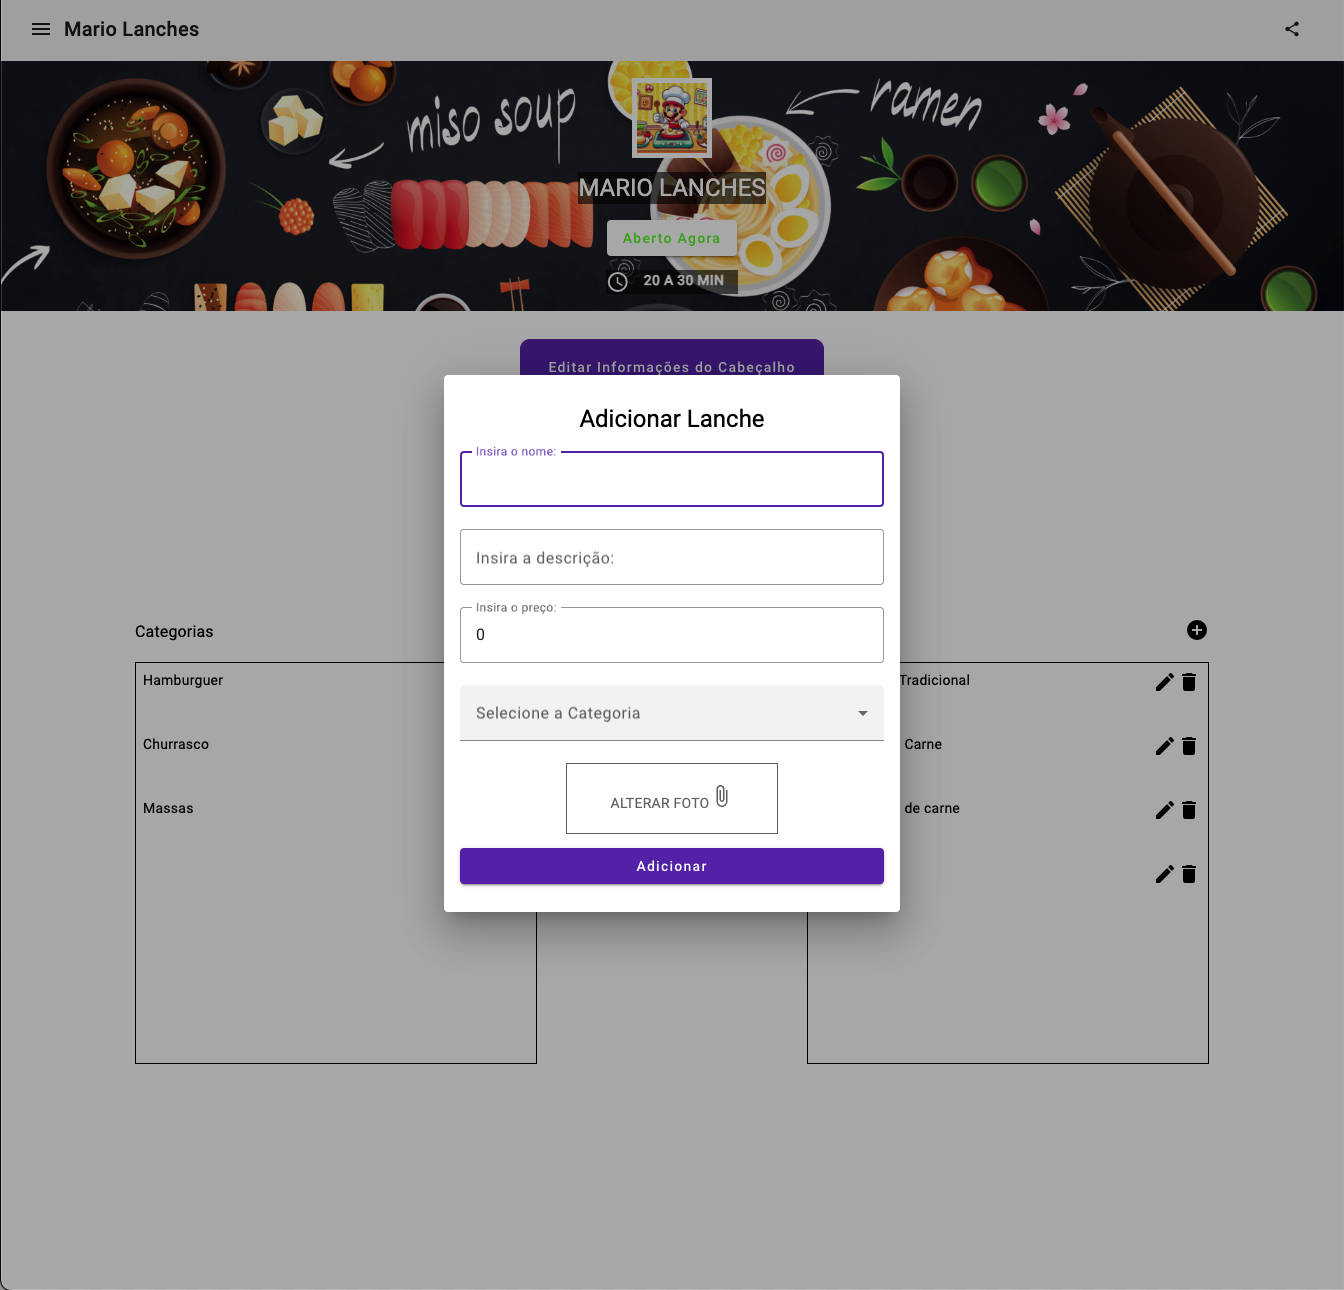 Mario Lanches
miso soup
ramen
MARIO LANCHES
Aberto Agora
20 A 30 MIN
Editar Informações do Cabeçalho
Adicionar Lanche
Insira o nome:
Insira a descrição:
Insira o preço:
0
Selecione a Categoria
ALTERAR FOTO
Adicionar
Categorias
Hamburguer
Churrasco
Massas
Tradicional
Carne
de carne